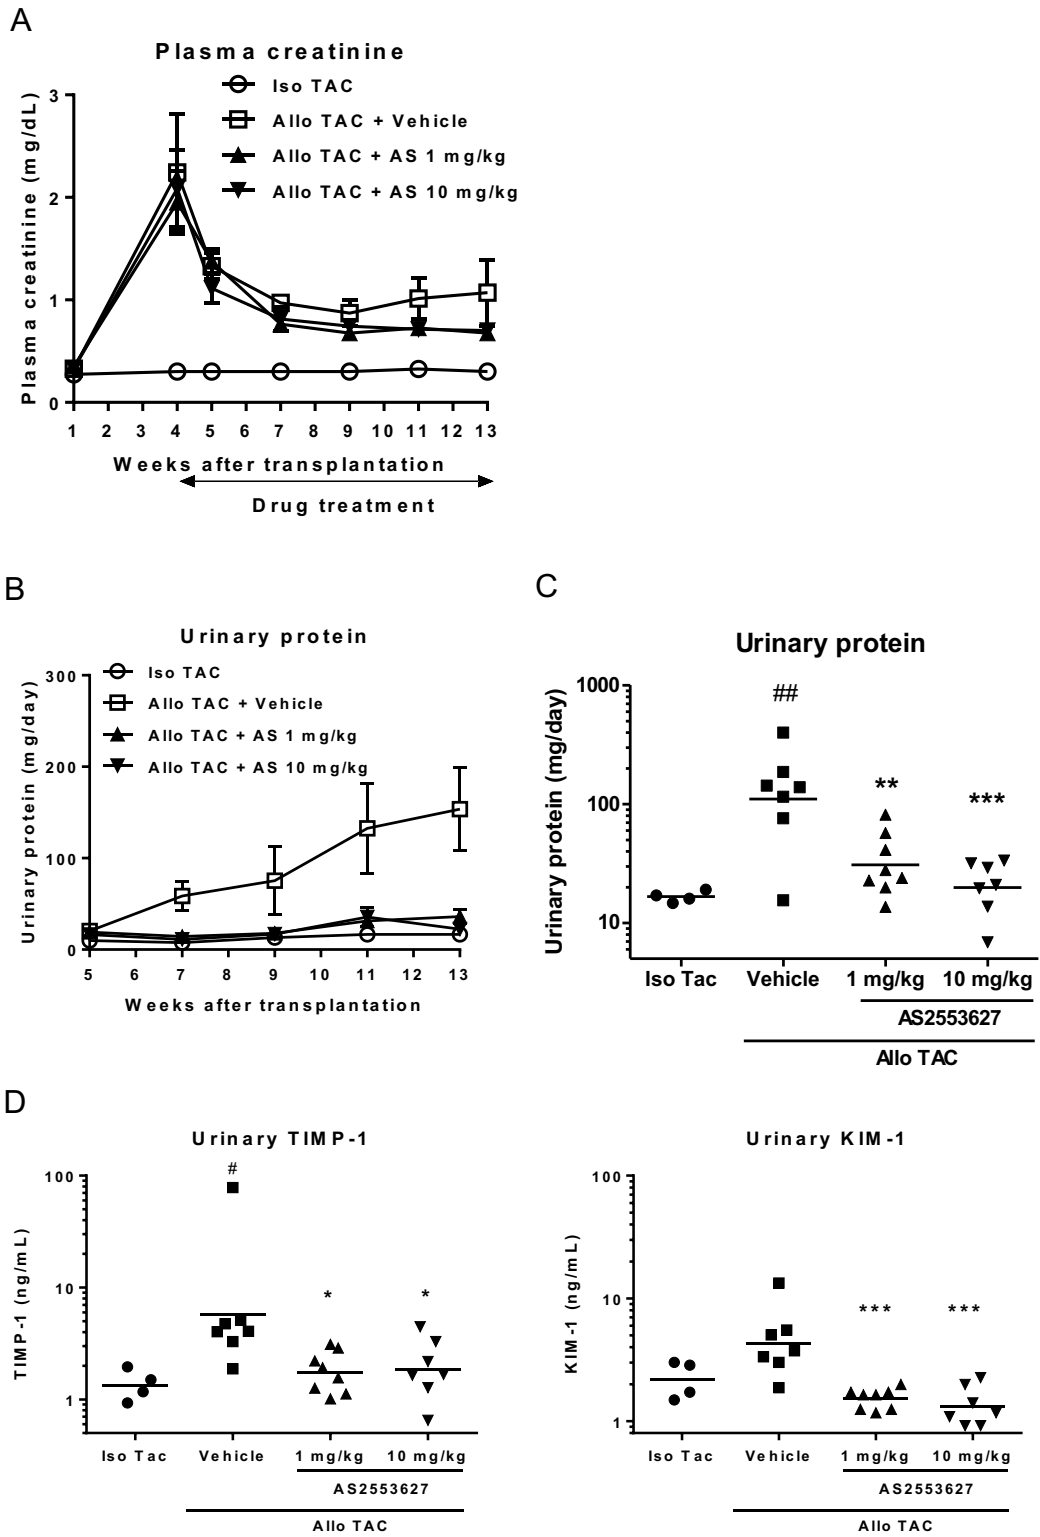 A
Plasma creatinine
Iso TAC
Allo TAC + Vehicle
Allo TAC + AS 1 mg/kg
Allo TAC + AS 10 mg/kg
Plasma creatinine (mg/dL)
3
2
1
0
1 2 3 4 5 6 7 8 9 10 11 12 13
Weeks after transplantation
Drug treatment
B
Urinary protein
Iso TAC
Allo TAC + Vehicle
Allo TAC + AS 1 mg/kg
Allo TAC + AS 10 mg/kg
Urinary protein (mg/day)
300
200
100
0
5 6 7 8 9 10 11 12 13
Weeks after transplantation
C
Urinary protein
Urinary protein (mg/day)
1000
100
10
##
**
***
Iso Tac Vehicle 1 mg/kg 10 mg/kg
AS2553627
Allo TAC
D
Urinary TIMP-1
TIMP-1 (ng/mL)
100
10
1
#
* *
Iso Tac Vehicle 1 mg/kg 10 mg/kg
AS2553627
Allo TAC
Urinary KIM-1
KIM-1 (ng/mL)
100
10
1
*** ***
Iso Tac Vehicle 1 mg/kg 10 mg/kg
AS2553627
Allo TAC